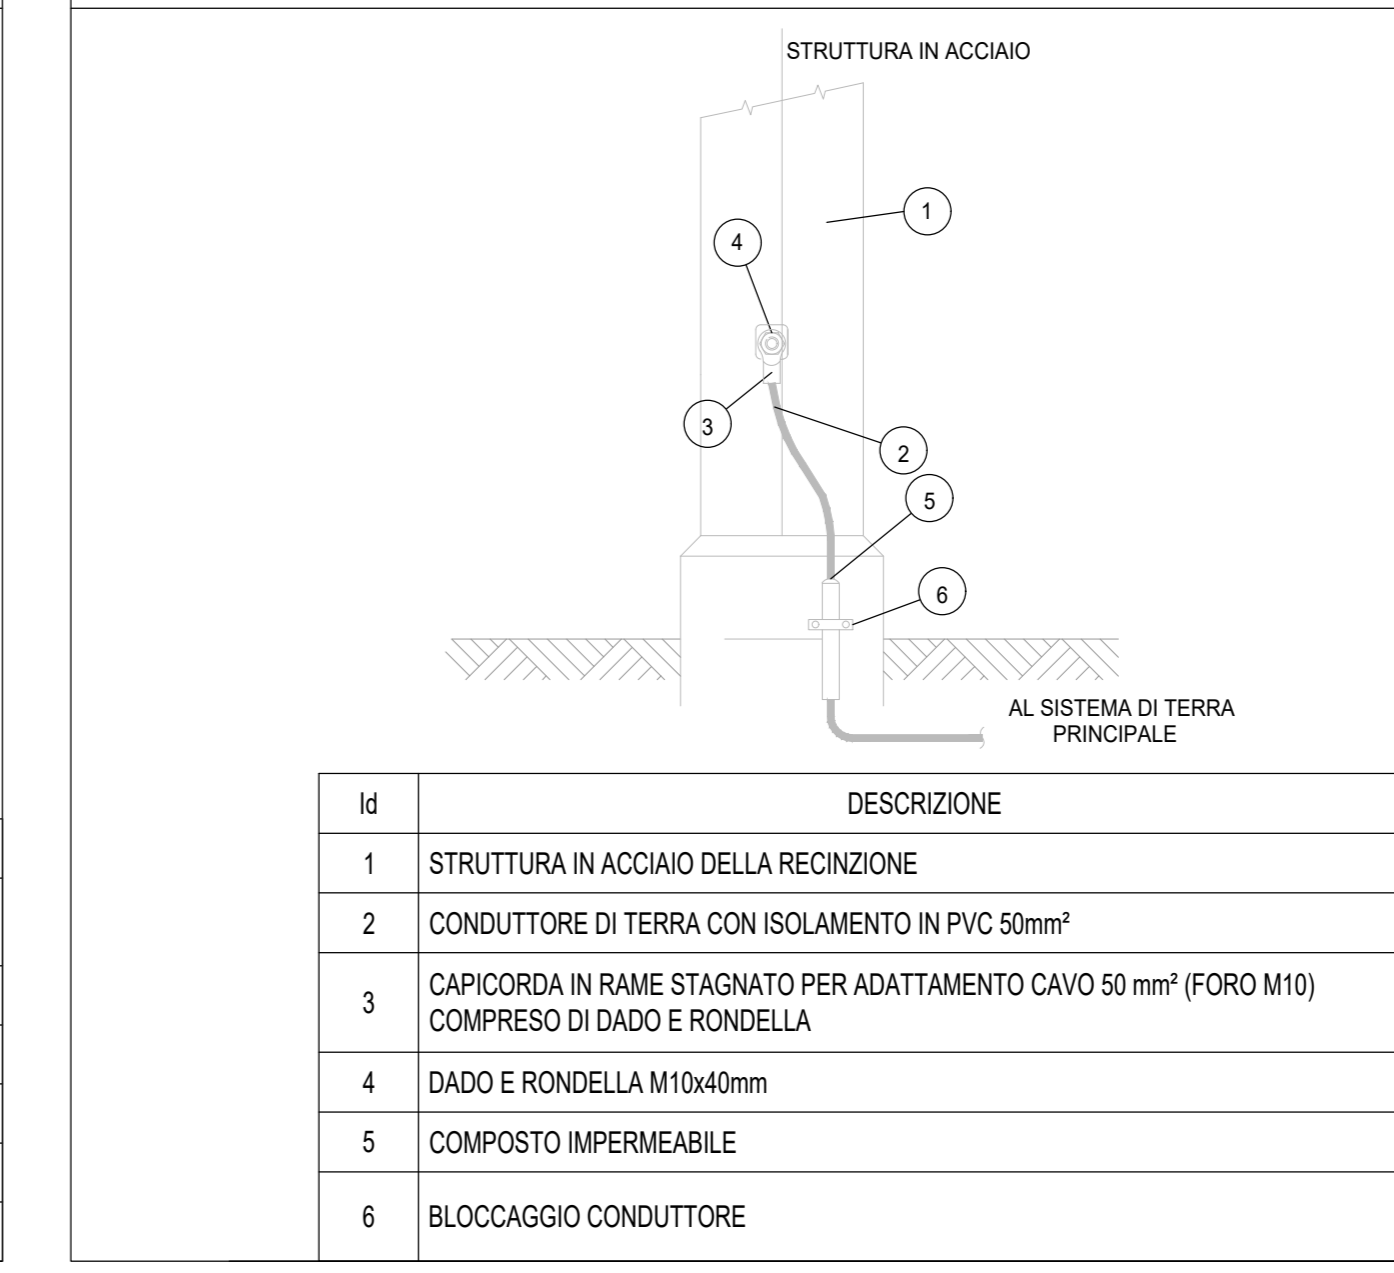 STRUTTURA IN ACCIAIO
1
4
3
2
5
6
AL SISTEMA DI TERRA
PRINCIPALE
Id DESCRIZIONE
1 STRUTTURA IN ACCIAIO DELLA RECINZIONE
2 CONDUTTORE DI TERRA CON ISOLAMENTO IN PVC 50mm²
3 CAPICORDA IN RAME STAGNATO PER ADATTAMENTO CAVO 50 mm² (FORO M10)
COMPRESO DI DADO E RONDELLA
4 DADO E RONDELLA M10x40mm
5 COMPOSTO IMPERMEABILE
6 BLOCCAGGIO CONDUTTORE